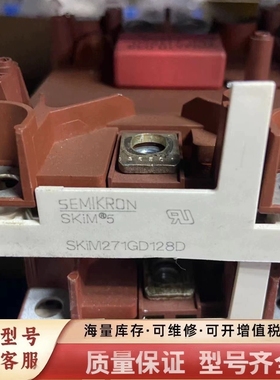 SEMIKRON
SKiM®5
SKiM271GD128D
型号
客服
海量库存·可维修·可开增值税
质量保证 型号齐